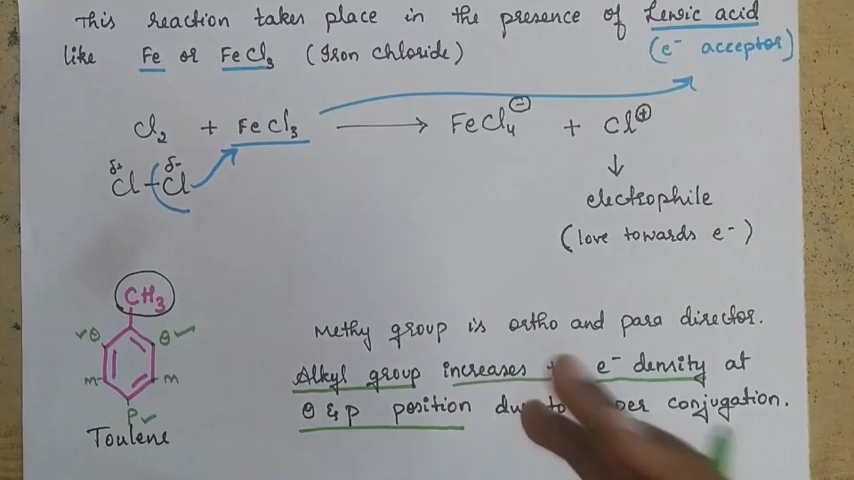 This reaction takes place in the presence of Lewic acid
like Fe or FeCl₃ (Iron chloride) (e⁻ acceptor)
Cl₂ + FeCl₃ → FeCl₄⊖ + Cl⊕
δ+ δ-
Cl-Cl
↓
electrophile
(love towards e⁻)
CH₃
Methy group is ortho and para director.
✓o o✓
Alkyl group increases e⁻ density at
m m
P✓
o & p position conjugation.
Toulene